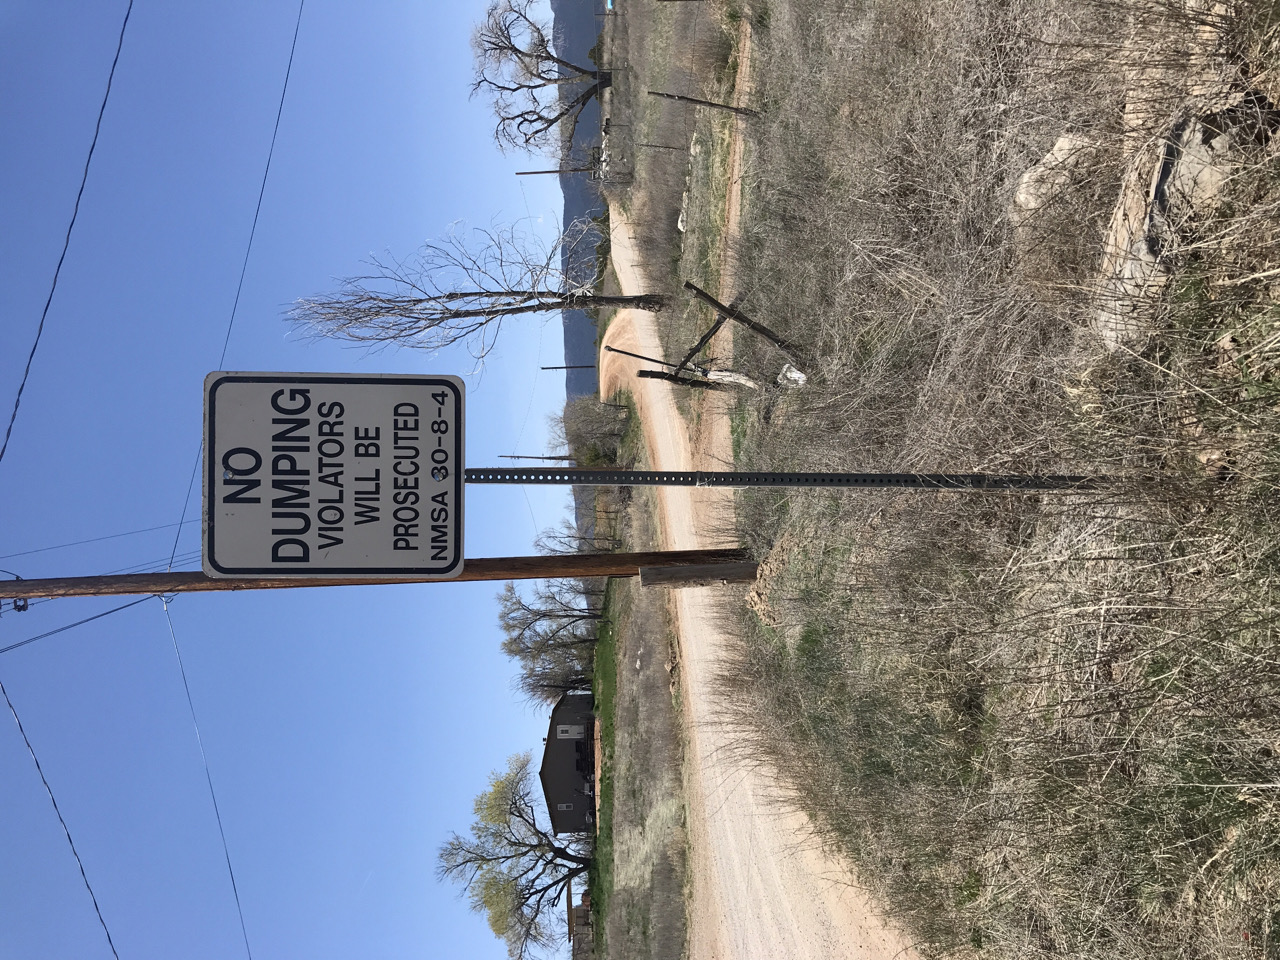 NO
DUMPING
VIOLATORS
WILL BE
PROSECUTED
NMSA 30-8-4